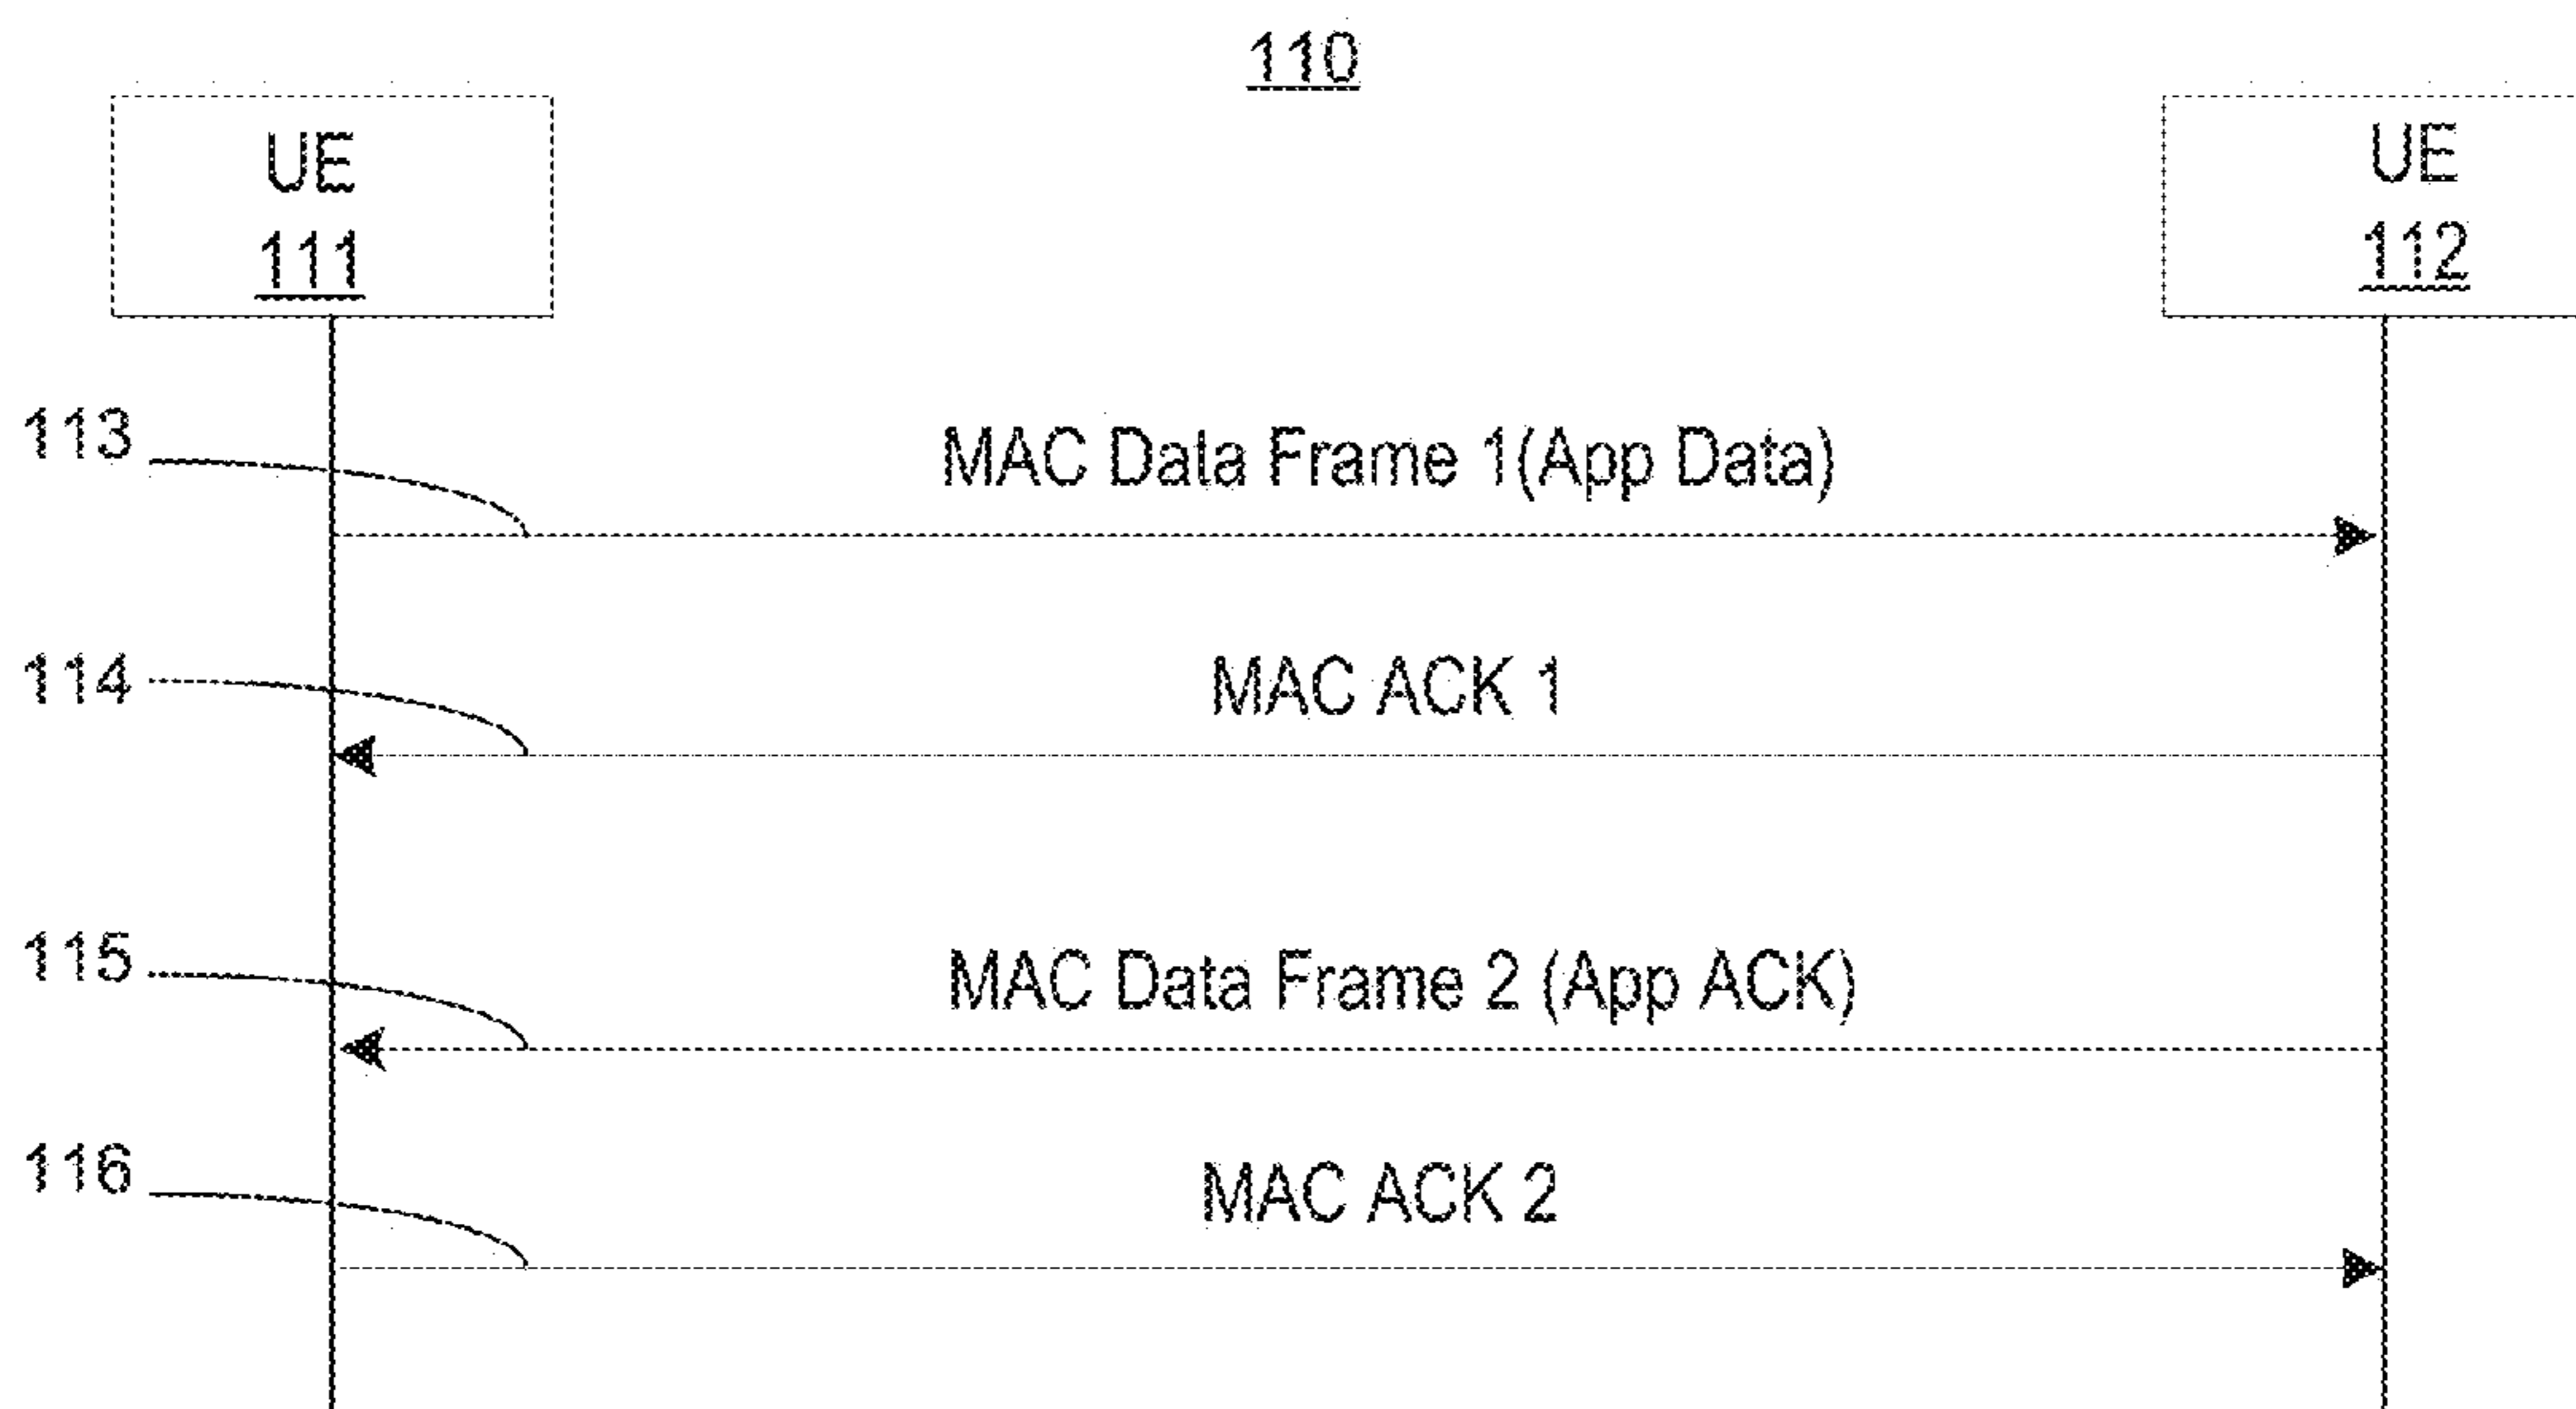 110
UE
111
UE
112
113
MAC Data Frame 1(App Data)
114
MAC ACK 1
115
MAC Data Frame 2 (App ACK)
116
MAC ACK 2